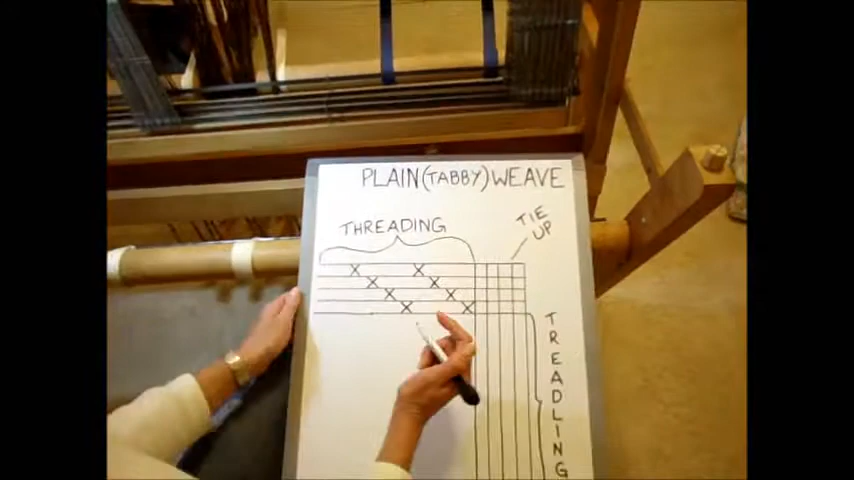 PLAIN (TABBY) WEAVE
THREADING
TIE
UP
X X
X X
X X
X X
TREADLING